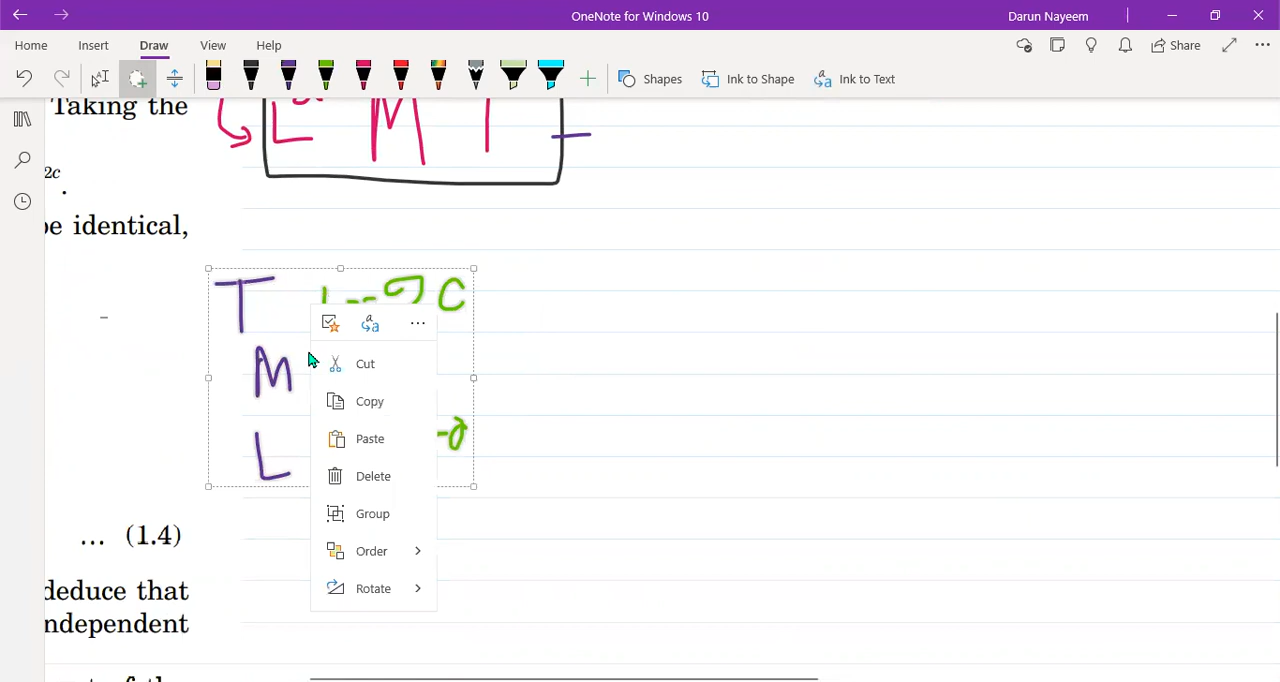 OneNote for Windows 10
Darun Nayeem
Home Insert Draw View Help
Share
Shapes
Ink to Shape
Ink to Text
Taking the
L M T
2c
.
be identical,
T
C
M
L
Cut
Copy
Paste
Delete
Group
Order
Rotate
... (1.4)
deduce that
ndependent